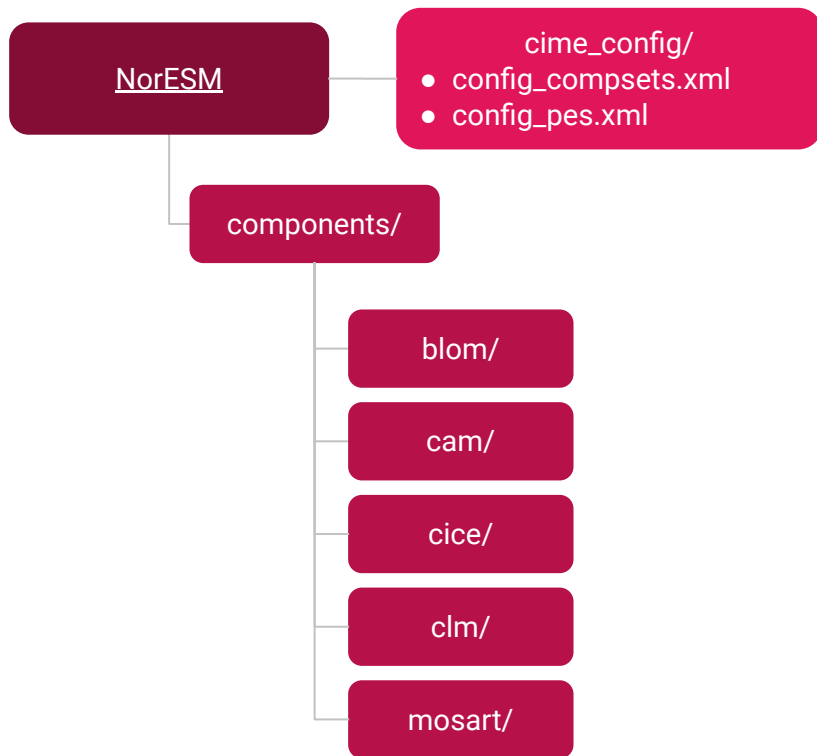 NorESM
cime_config/
● config_compsets.xml
● config_pes.xml
components/
blom/
cam/
cice/
clm/
mosart/